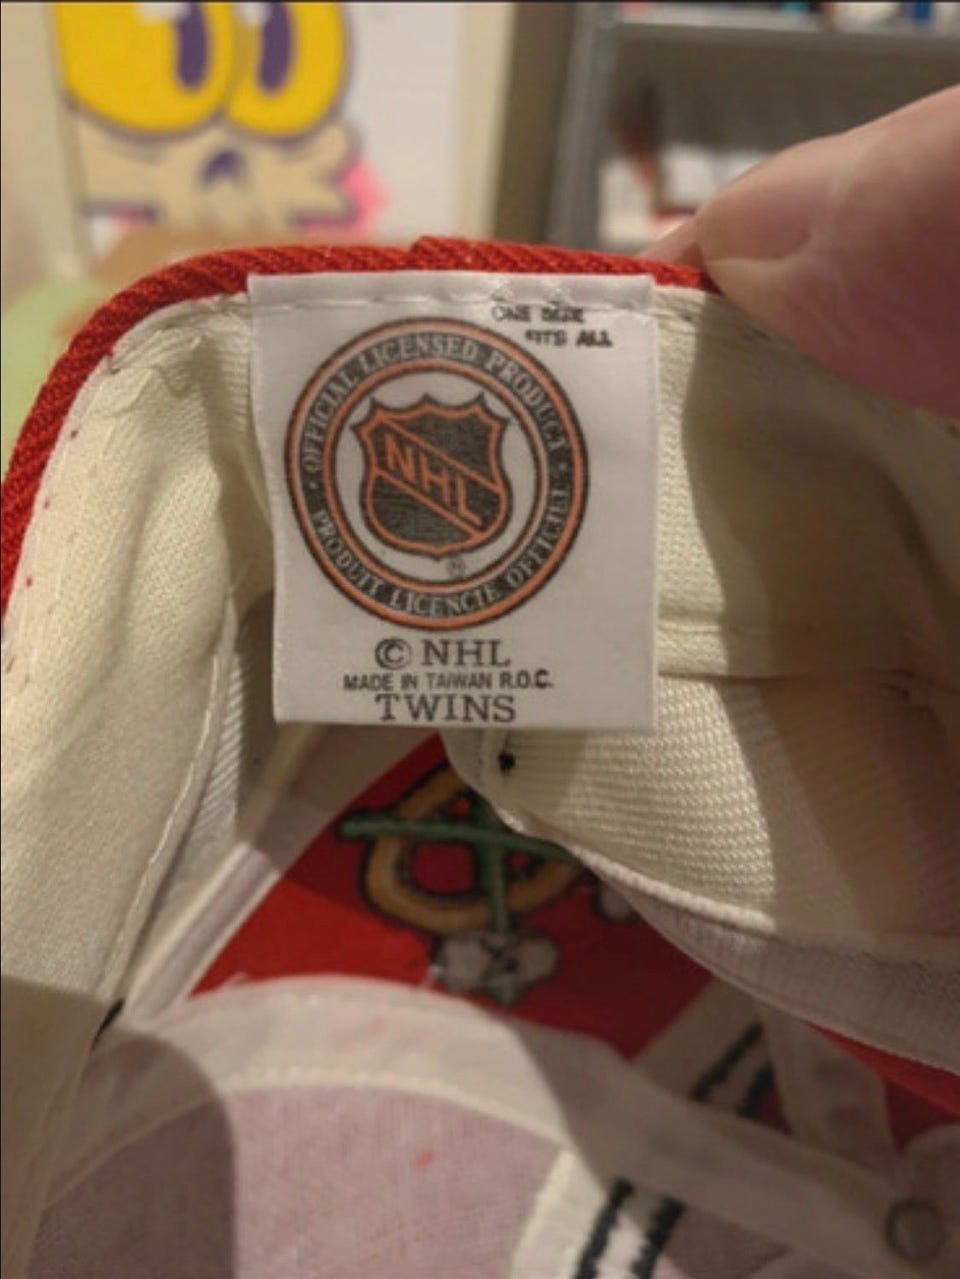 ONE SIZE
FITS ALL
• OFFICIAL LICENSED PRODUCT •
NHL
PRODUIT LICENCIE OFFICIEL
®
© NHL
MADE IN TAIWAN R.O.C.
TWINS